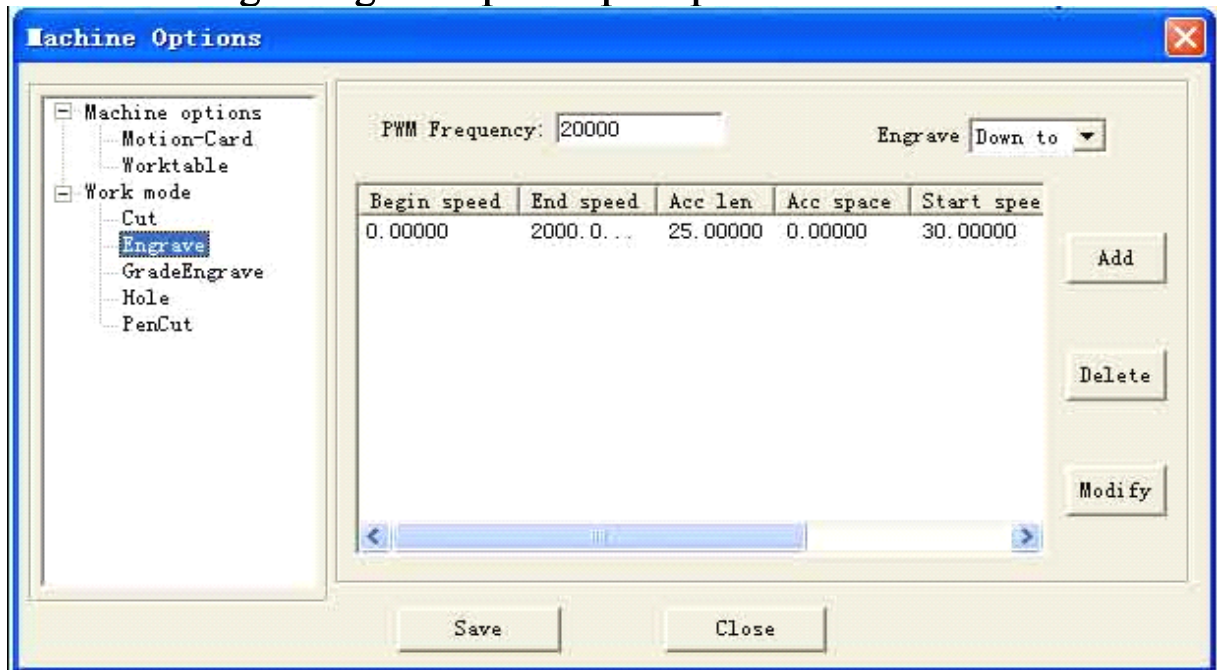 Machine Options
Machine options
Motion-Card
Worktable
Work mode
Cut
Engrave
GradeEngrave
Hole
PenCut
PWM Frequency: 20000
Engrave Down to
Begin speed End speed Acc len Acc space Start spee
0.00000 2000.0... 25.00000 0.00000 30.00000
Add
Delete
Modify
Save Close